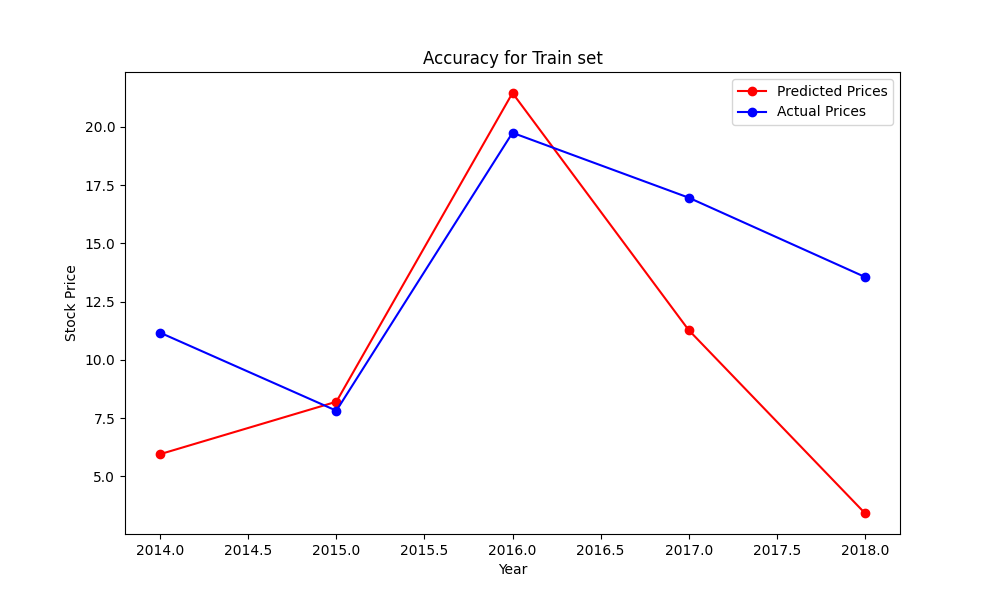 Accuracy for Train set
Predicted Prices
Actual Prices
20.0
17.5
15.0
12.5
10.0
7.5
5.0
Stock Price
2014.0 2014.5 2015.0 2015.5 2016.0 2016.5 2017.0 2017.5 2018.0
Year